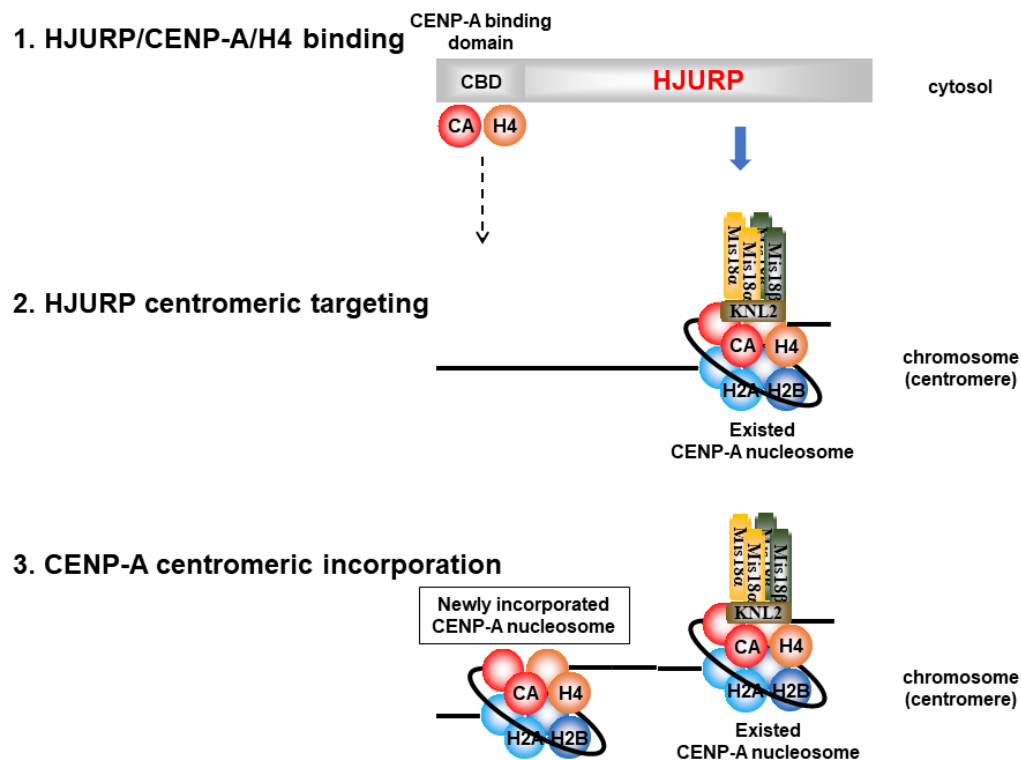 1. HJURP/CENP-A/H4 binding
CENP-A binding
domain
CBD
HJURP
cytosol
CA
H4
2. HJURP centromeric targeting
Mis18α
Mis18α
Mis18β
KNL2
CA
H4
H2A
H2B
chromosome
(centromere)
Existed
CENP-A nucleosome
3. CENP-A centromeric incorporation
Newly incorporated
CENP-A nucleosome
Mis18α
Mis18α
Mis18β
KNL2
CA
H4
H2A
H2B
CA
H4
H2A
H2B
chromosome
(centromere)
Existed
CENP-A nucleosome